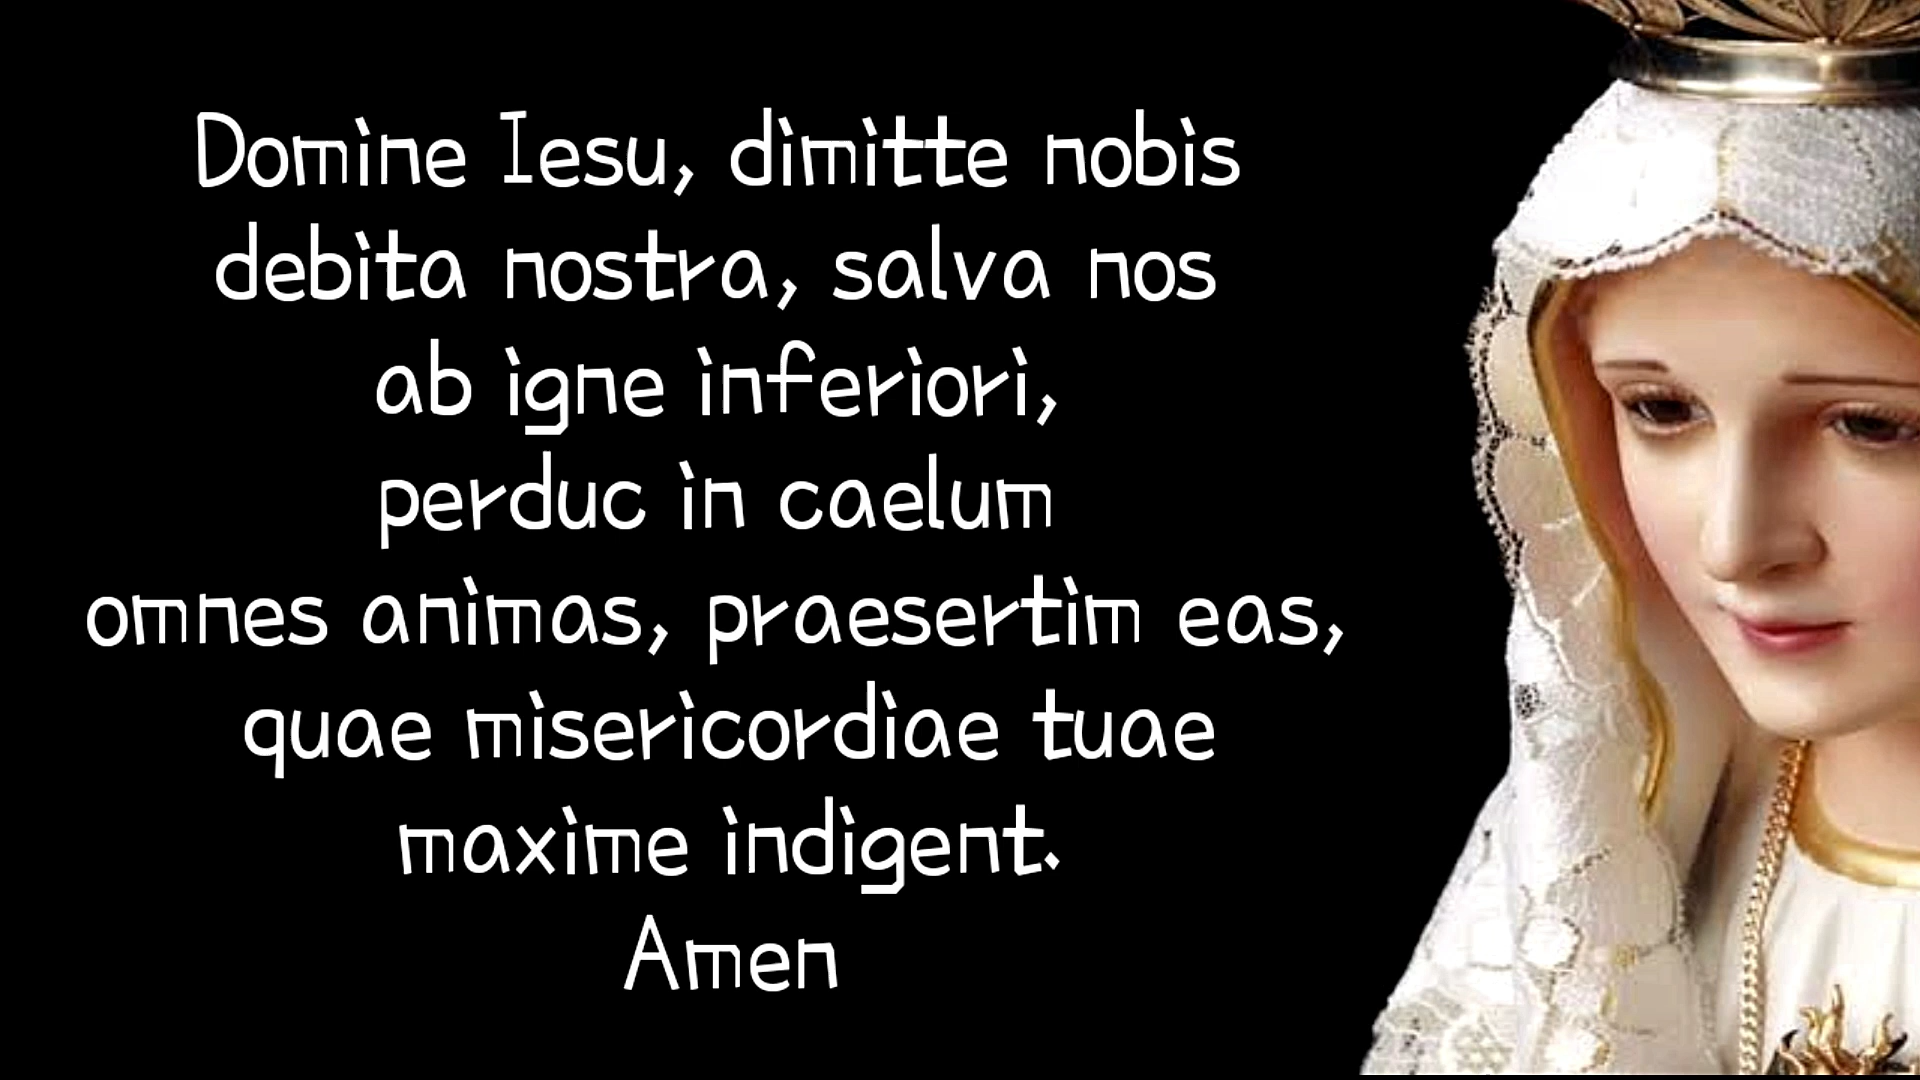 Domine Iesu, dimitte nobis
debita nostra, salva nos
ab igne inferiori,
perduc in caelum
omnes animas, praesertim eas,
quae misericordiae tuae
maxime indigent.
Amen